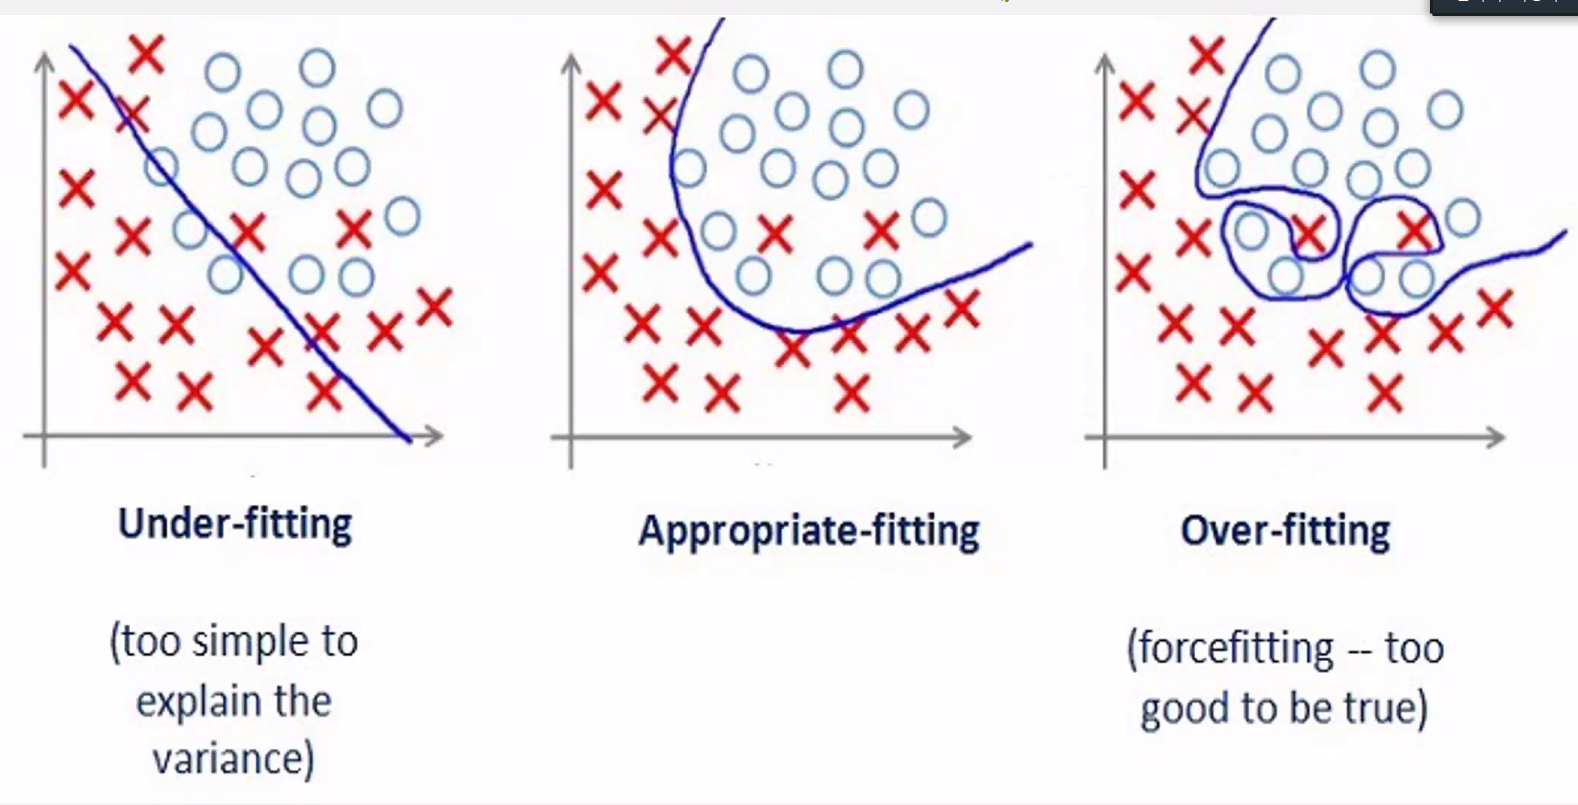 Under-fitting
(too simple to
explain the
variance)
Appropriate-fitting
Over-fitting
(forcefitting -- too
good to be true)